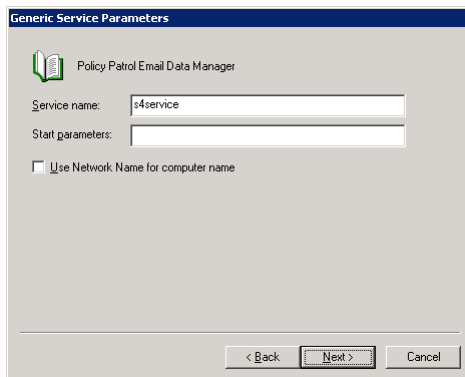 Generic Service Parameters
Policy Patrol Email Data Manager
Service name: s4service
Start parameters:
Use Network Name for computer name
< Back Next > Cancel